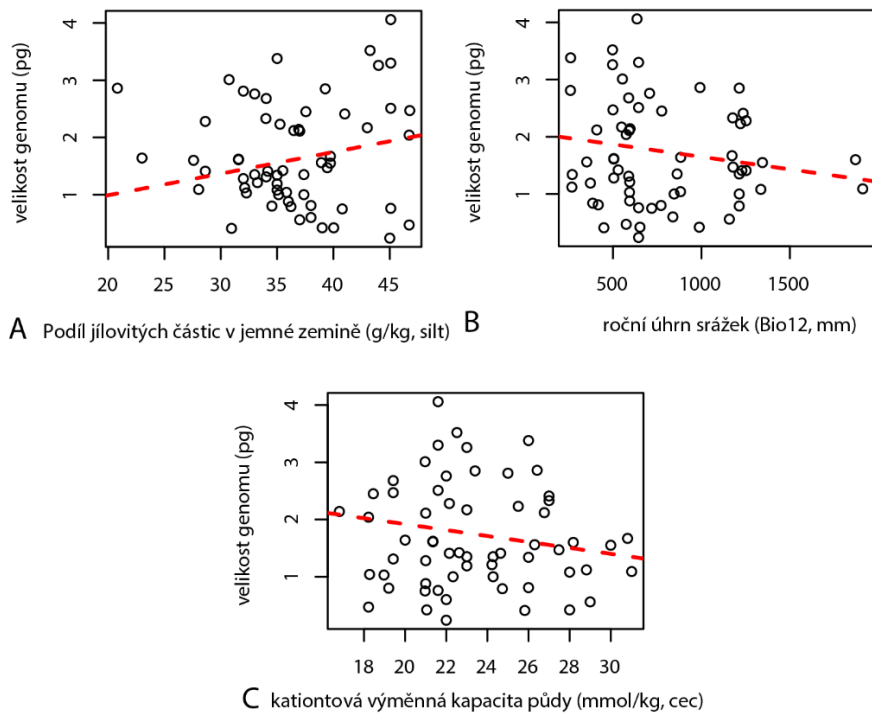 velikost genomu (pg)
4
3
2
1
20 25 30 35 40 45
A Podíl jílovitých částic v jemné zemině (g/kg, silt)
velikost genomu (pg)
4
3
2
1
500 1000 1500
B roční úhrn srážek (Bio12, mm)
velikost genomu (pg)
4
3
2
1
18 20 22 24 26 28 30
C kationtová výměnná kapacita půdy (mmol/kg, cec)